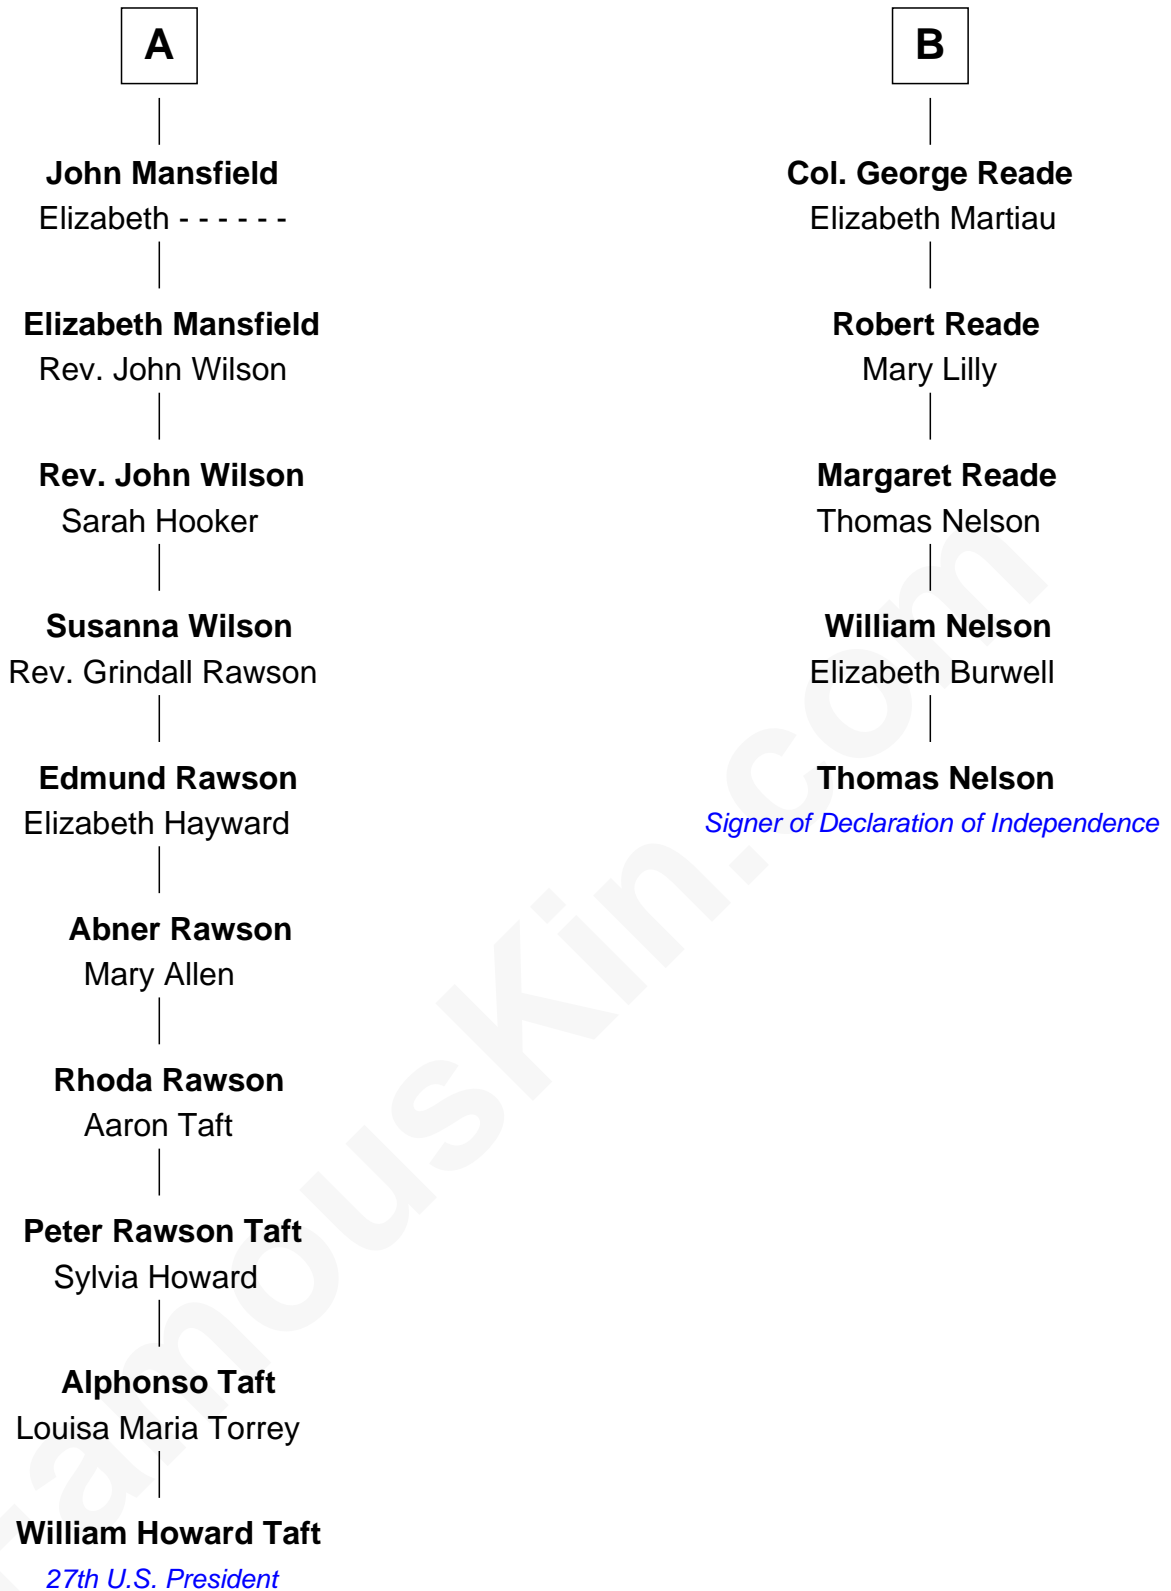 A
John Mansfield
Elizabeth - - - - - -
Elizabeth Mansfield
Rev. John Wilson
Rev. John Wilson
Sarah Hooker
Susanna Wilson
Rev. Grindall Rawson
Edmund Rawson
Elizabeth Hayward
Abner Rawson
Mary Allen
Rhoda Rawson
Aaron Taft
Peter Rawson Taft
Sylvia Howard
Alphonso Taft
Louisa Maria Torrey
William Howard Taft
27th U.S. President
B
Col. George Reade
Elizabeth Martiau
Robert Reade
Mary Lilly
Margaret Reade
Thomas Nelson
William Nelson
Elizabeth Burwell
Thomas Nelson
Signer of Declaration of Independence
FamousKin.com